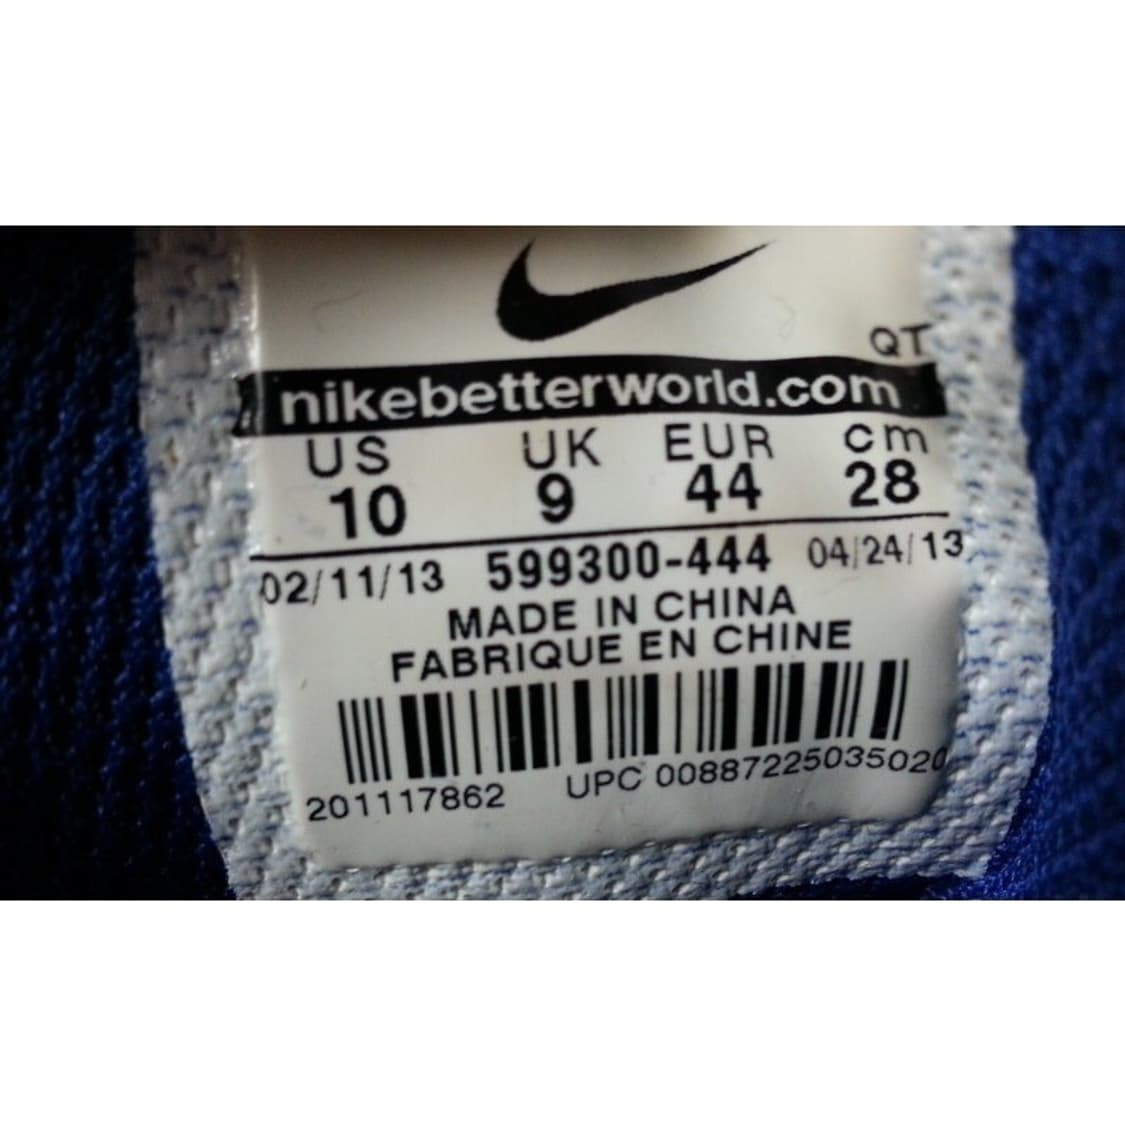 QT
nikebetterworld.com
US UK EUR cm
10 9 44 28
02/11/13 599300-444 04/24/13
MADE IN CHINA
FABRIQUE EN CHINE
201117862 UPC 00887225035020